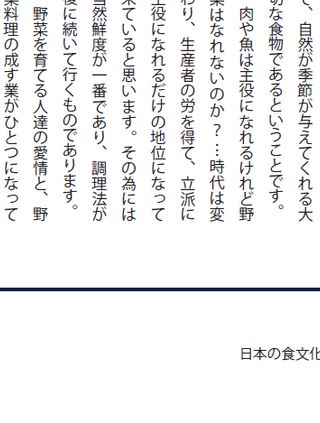 で、自然が季節が与えてくれる大
切な食物であるということです。
肉や魚は主役になれるけれど野
菜はなれないのか？…時代は変
わり、生産者の労を得て、立派に
主役になれるだけの地位になって
来ていると思います。その為には
当然鮮度が一番であり、調理法が
後に続いて行くものであります。
野菜を育てる人達の愛情と、野
菜料理の成す業がひとつになって
日本の食文化